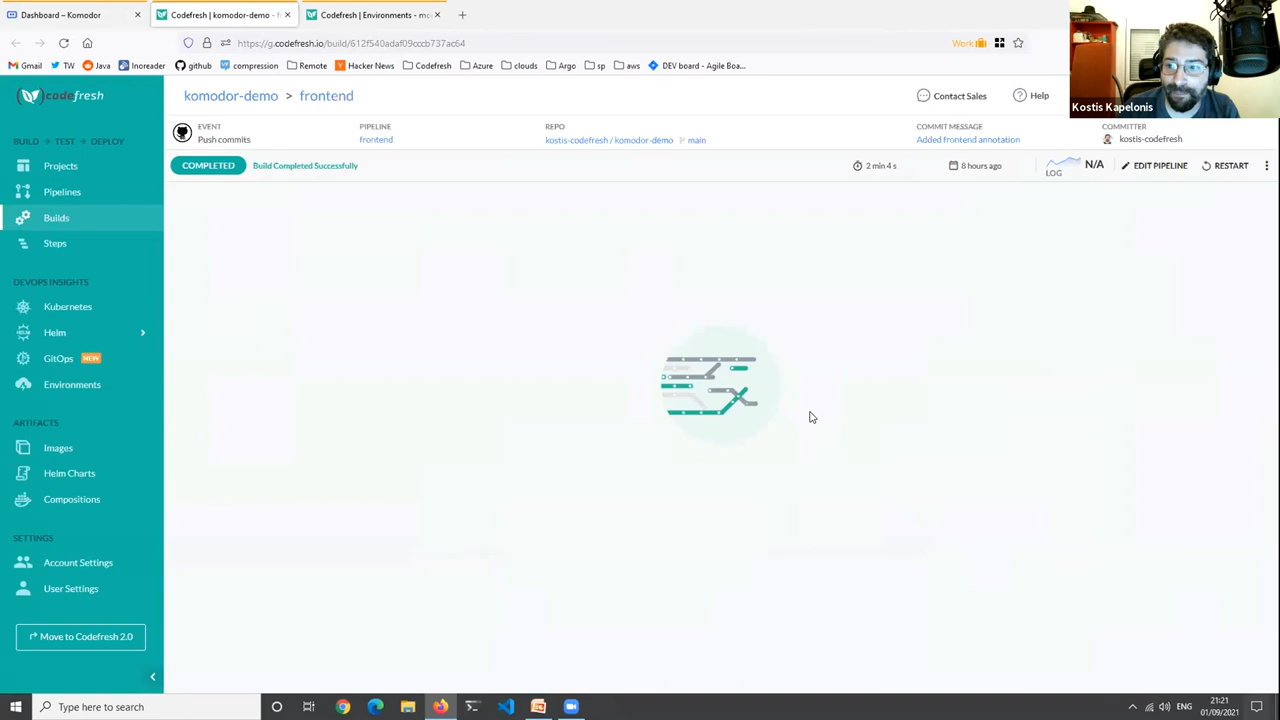 Dashboard – Komodor
Codefresh | komodor-demo - f
Codefresh | Environments - mo
Work
Gmail
TW
Java
Inoreader
github
compression
Remote
Hacker News
Codefresh
Azure
clouds
Argo
sp
aws
DEV board - Agile Boa...
codefresh
komodor-demo > frontend
Contact Sales
Help
Kostis Kapelonis
BUILD → TEST → DEPLOY
Projects
Pipelines
Builds
Steps
DEVOPS INSIGHTS
Kubernetes
Helm
GitOps NEW
Environments
ARTIFACTS
Images
Helm Charts
Compositions
SETTINGS
Account Settings
User Settings
Move to Codefresh 2.0
EVENT
Push commits
PIPELINE
frontend
REPO
kostis-codefresh / komodor-demo main
COMMIT MESSAGE
Added frontend annotation
COMMITTER
kostis-codefresh
COMPLETED Build Completed Successfully
2 min 4 s
8 hours ago
LOG
N/A
EDIT PIPELINE
RESTART
Type here to search
ENG
21:21
01/09/2021